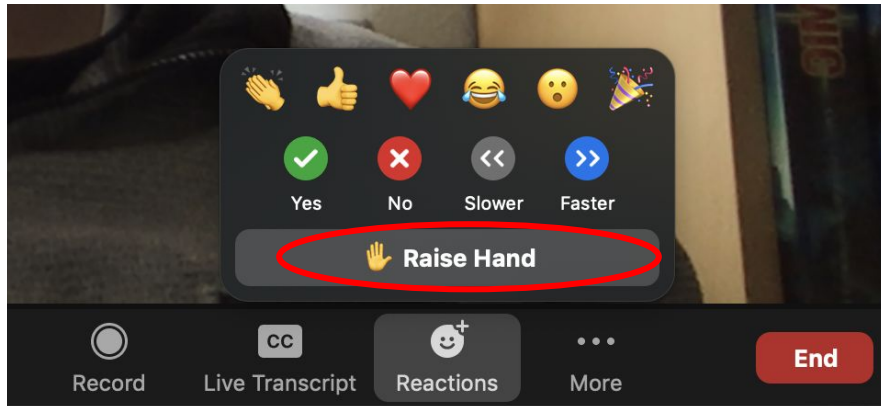 Yes No Slower Faster
Raise Hand
CC
Record Live Transcript Reactions More End